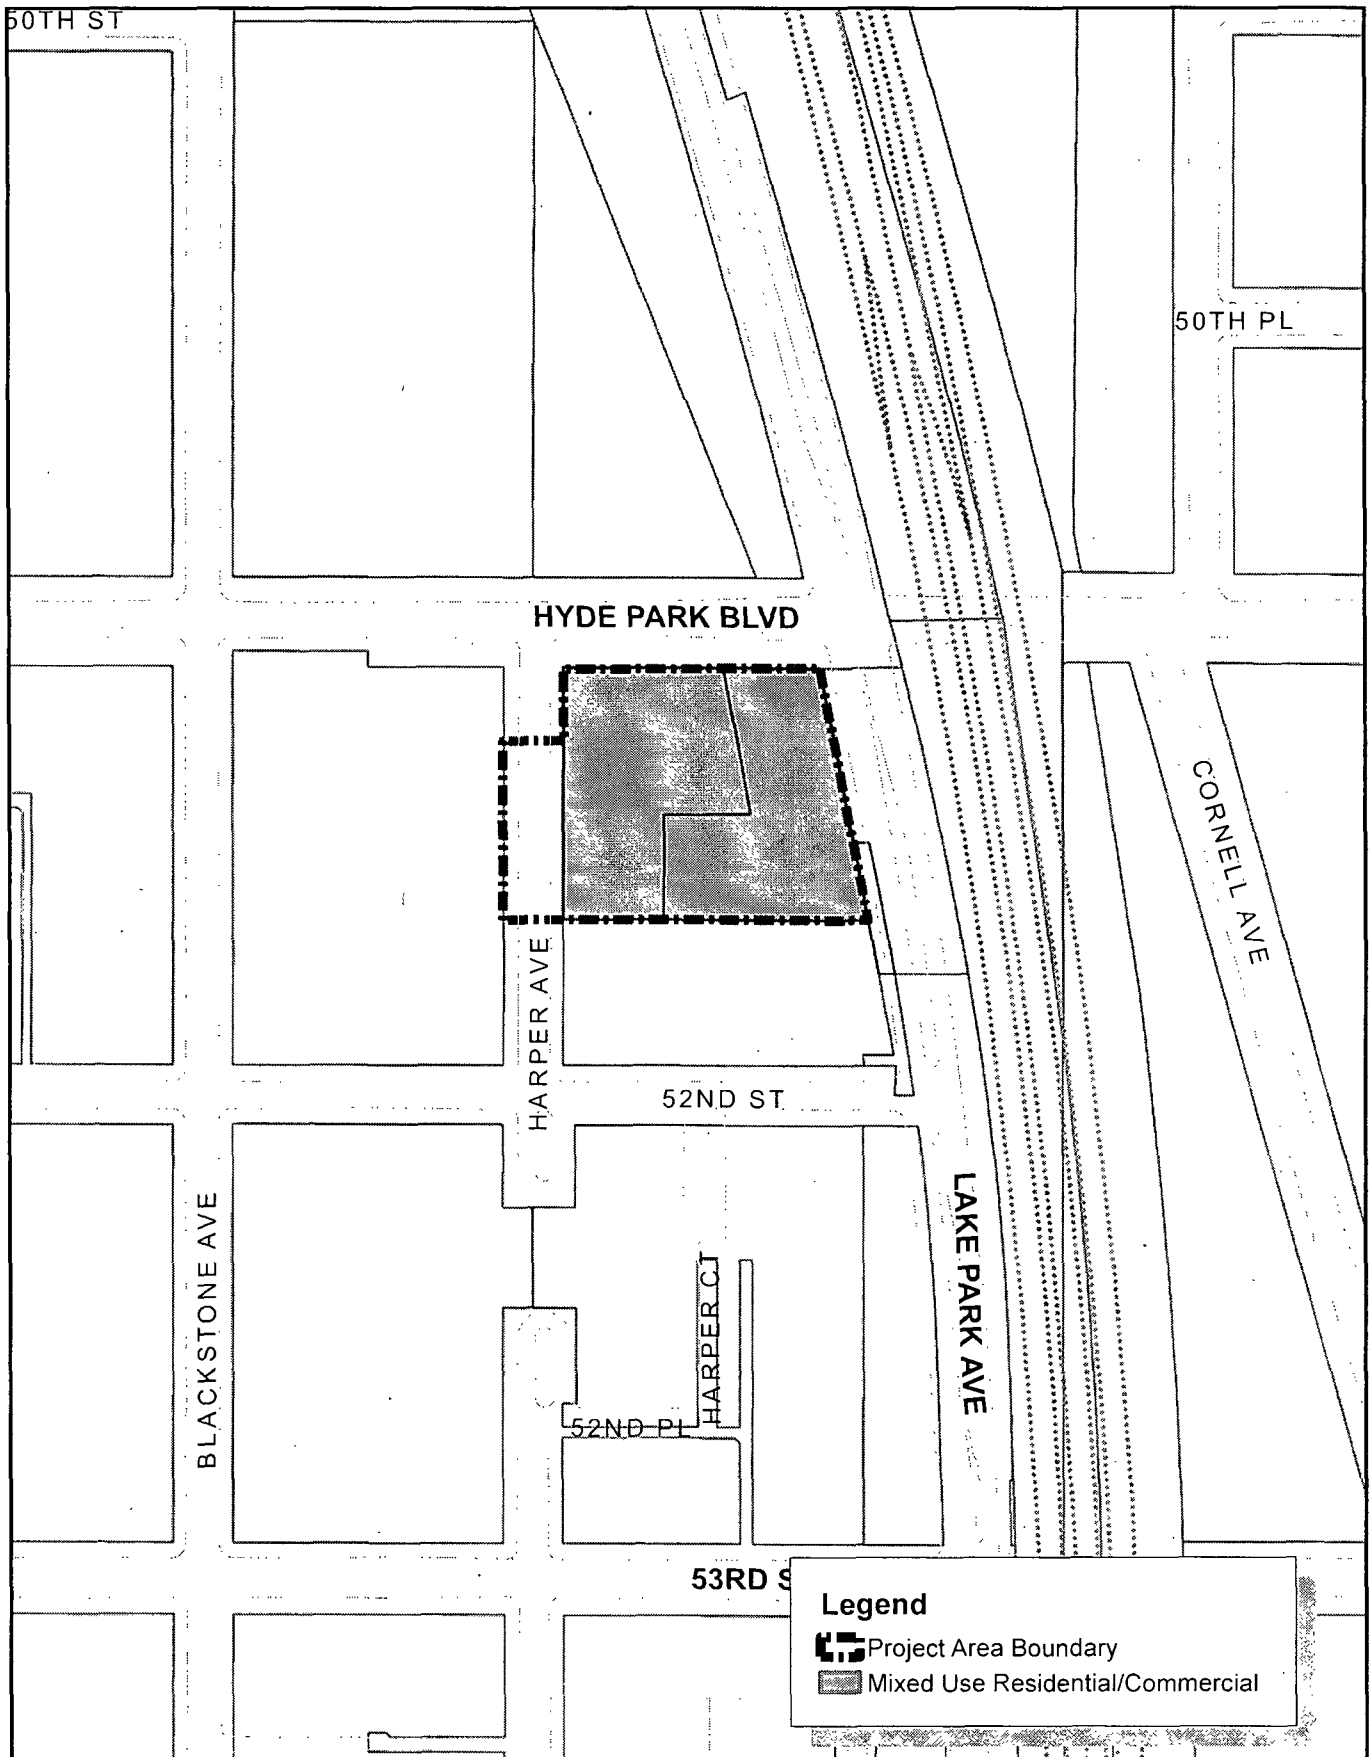 50TH ST
50TH PL
HYDE PARK BLVD
CORNELL AVE
HARPER AVE
52ND ST
BLACKSTONE AVE
LAKE PARK AVE
HARPER CT
52ND PL
53RD S
Legend
Project Area Boundary
Mixed Use Residential/Commercial